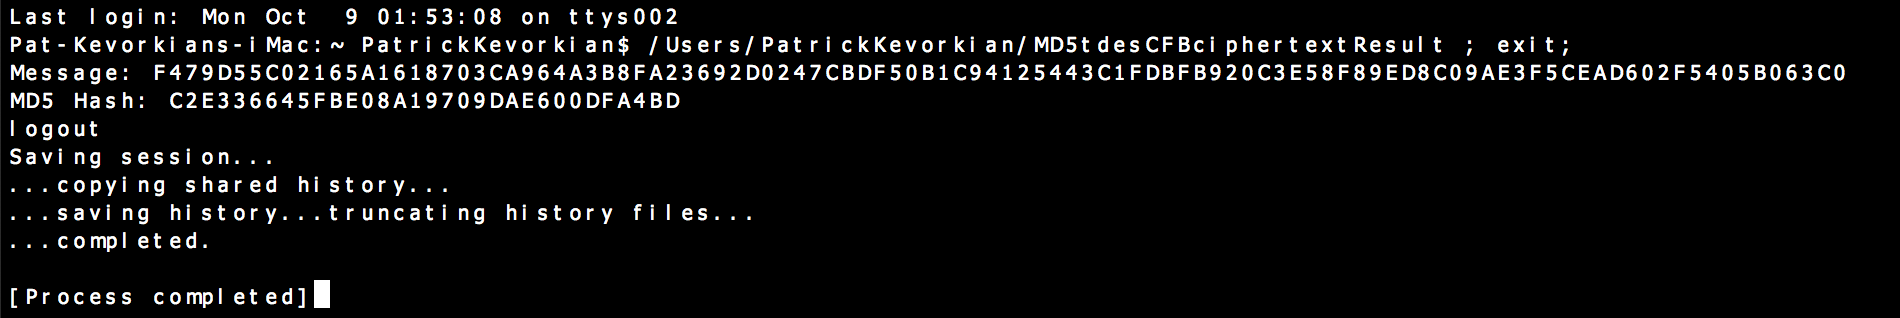 Last login: Mon Oct  9 01:53:08 on ttys002
Pat-Kevorkians-iMac:~ PatrickKevorkian$ /Users/PatrickKevorkian/MD5tdesCFBciphertextResult ; exit;
Message: F479D55C02165A1618703CA964A3B8FA23692D0247CBDF50B1C94125443C1FDBFB920C3E58F89ED8C09AE3F5CEAD602F5405B063C0
MD5 Hash: C2E336645FBE08A19709DAE600DFA4BD
logout
Saving session...
...copying shared history...
...saving history...truncating history files...
...completed.
[Process completed]